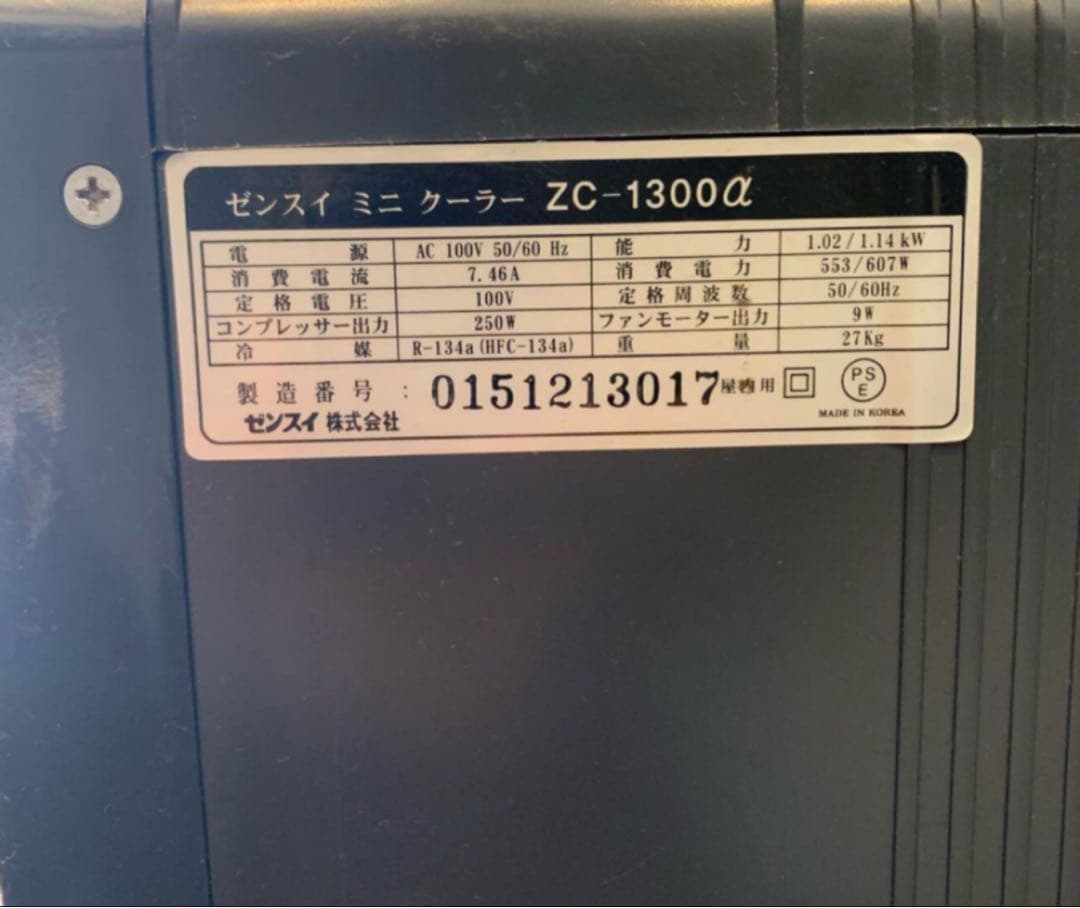 ゼンスイ ミニ クーラー ZC-1300α
電源 AC 100V 50/60 Hz 能力 1.02/1.14 kW
消費電流 7.46A 消費電力 553/607W
定格電圧 100V 定格周波数 50/60Hz
コンプレッサー出力 250W ファンモーター出力 9W
冷媒 R-134a(HFC-134a) 重量 27Kg
製造番号 : 0151213017 屋内用 PSE
ゼンスイ 株式会社 MADE IN KOREA